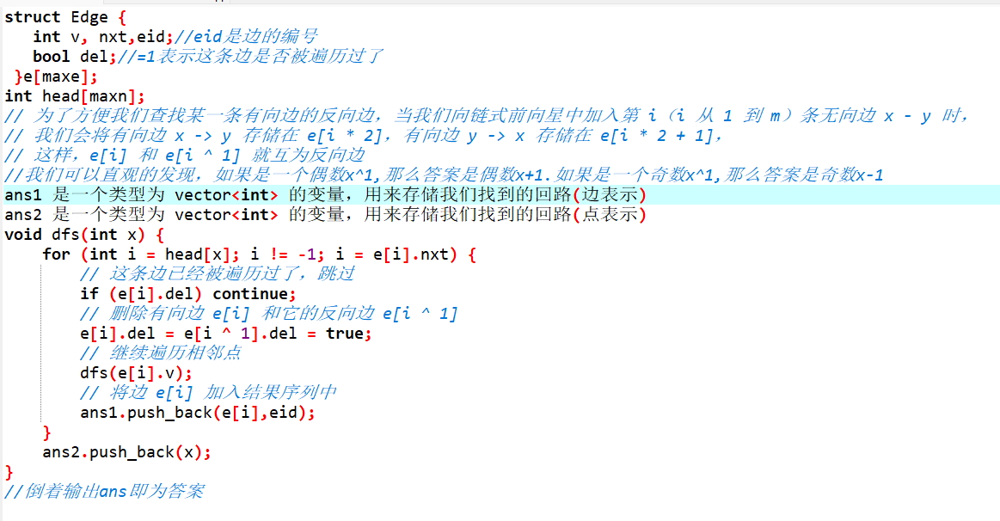 struct Edge {
   int v, nxt,eid;//eid是边的编号
   bool del;//=1表示这条边是否被遍历过了
 }e[maxe];
int head[maxn];
// 为了方便我们查找某一条有向边的反向边，当我们向链式前向星中加入第 i（i 从 1 到 m）条无向边 x - y 时，
// 我们会将有向边 x -> y 存储在 e[i * 2]，有向边 y -> x 存储在 e[i * 2 + 1]，
// 这样，e[i] 和 e[i ^ 1] 就互为反向边
//我们可以直观的发现，如果是一个偶数x^1,那么答案是偶数x+1.如果是一个奇数x^1,那么答案是奇数x-1
ans1 是一个类型为 vector<int> 的变量，用来存储我们找到的回路(边表示)
ans2 是一个类型为 vector<int> 的变量，用来存储我们找到的回路(点表示)
void dfs(int x) {
    for (int i = head[x]; i != -1; i = e[i].nxt) {
        // 这条边已经被遍历过了，跳过
        if (e[i].del) continue;
        // 删除有向边 e[i] 和它的反向边 e[i ^ 1]
        e[i].del = e[i ^ 1].del = true;
        // 继续遍历相邻点
        dfs(e[i].v);
        // 将边 e[i] 加入结果序列中
        ans1.push_back(e[i],eid);
    }
    ans2.push_back(x);
}
//倒着输出ans即为答案